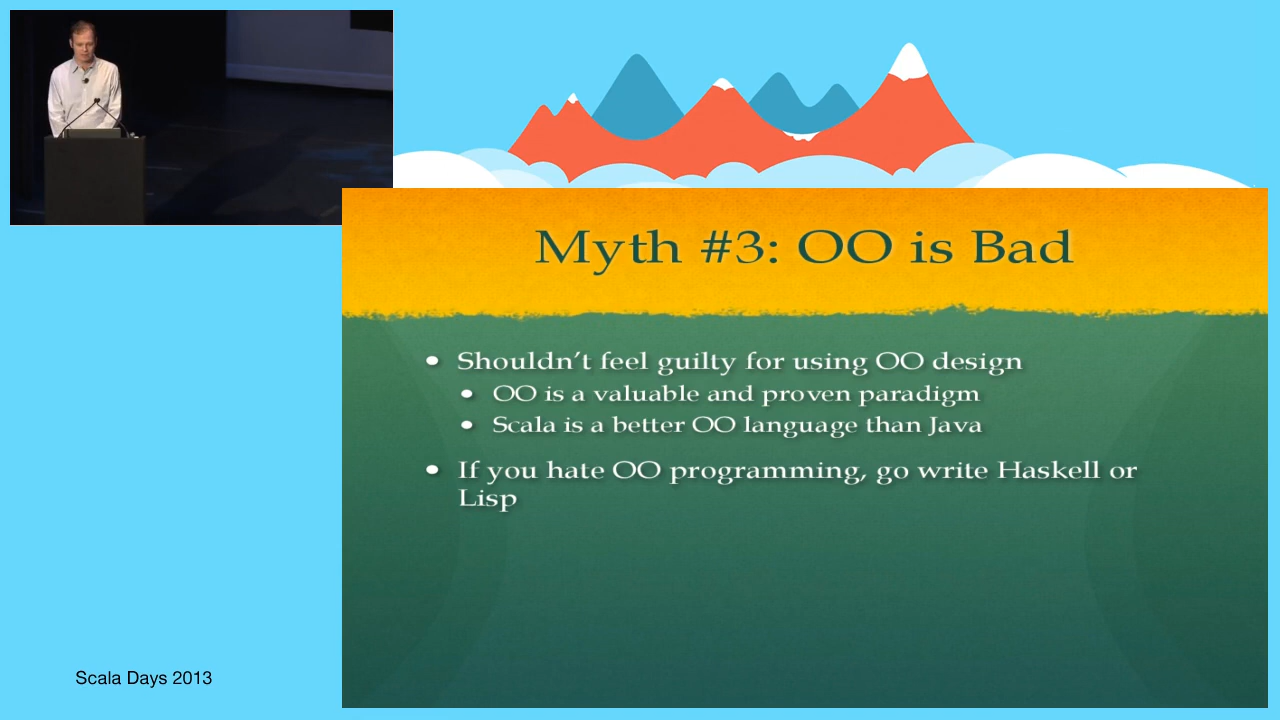 Myth #3: OO is Bad
• Shouldn’t feel guilty for using OO design
• OO is a valuable and proven paradigm
• Scala is a better OO language than Java
• If you hate OO programming, go write Haskell or
Lisp
Scala Days 2013